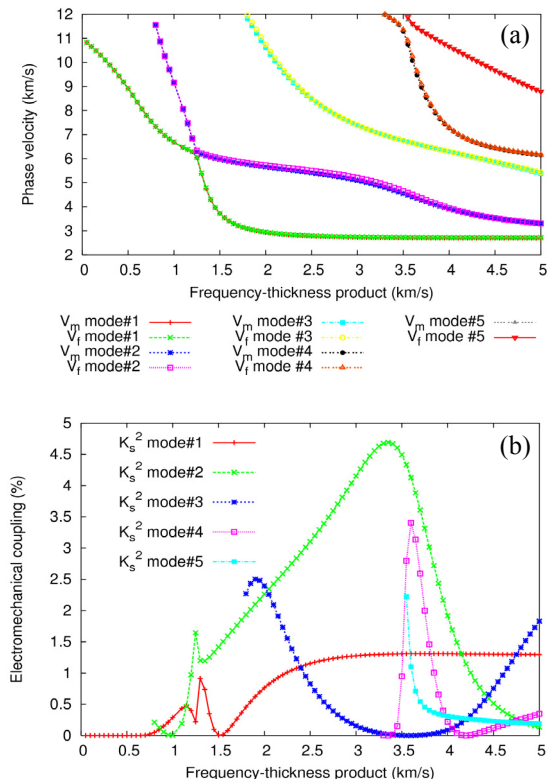 12
11
10
9
8
7
6
5
4
3
2
Phase velocity (km/s)
(a)
0 0.5 1 1.5 2 2.5 3 3.5 4 4.5 5
Frequency-thickness product (km/s)
Vm mode#1
Vf mode#1
Vm mode#2
Vf mode#2
Vm mode#3
Vf mode #3
Vm mode#4
Vf mode #4
Vm mode#5
Vf mode #5
5
4.5
4
3.5
3
2.5
2
1.5
1
0.5
0
Electromechanical coupling (%)
(b)
Ks2 mode#1
Ks2 mode#2
Ks2 mode#3
Ks2 mode#4
Ks2 mode#5
0 0.5 1 1.5 2 2.5 3 3.5 4 4.5 5
Frequency-thickness product (km/s)